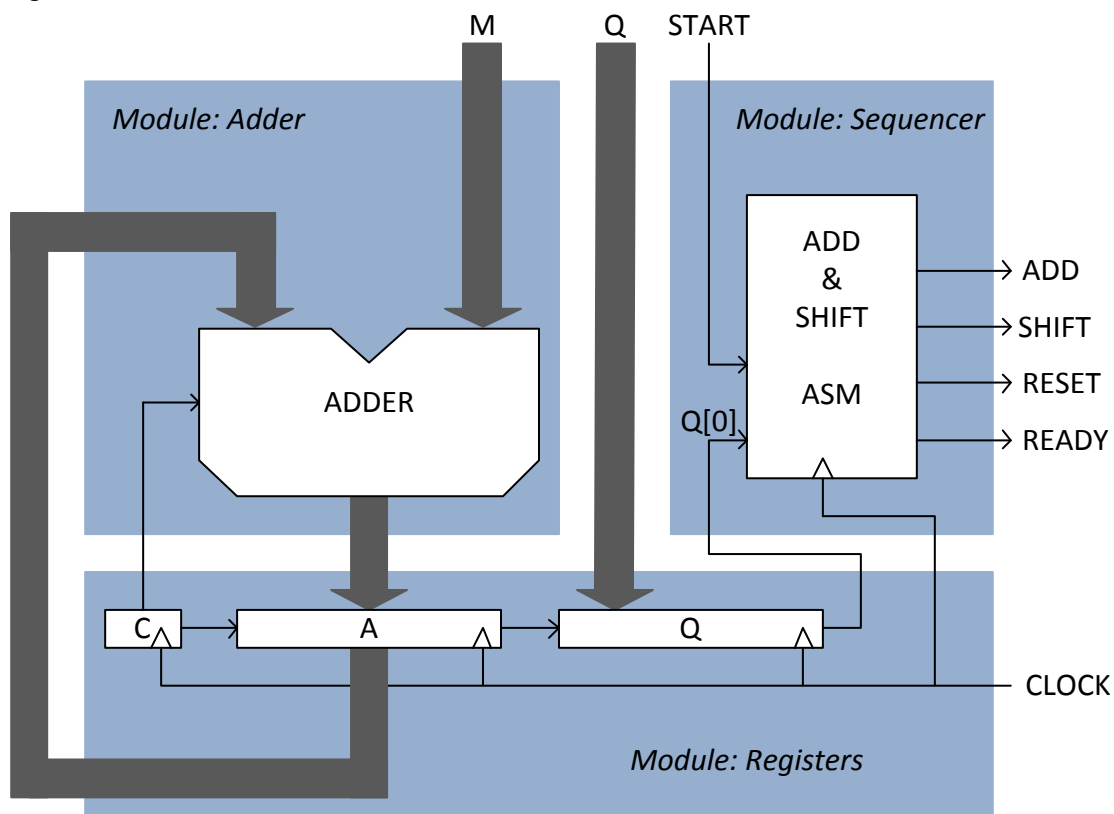 M
Q
START
Module: Adder
Module: Sequencer
ADD
&
SHIFT
ASM
ADD
SHIFT
RESET
READY
ADDER
Q[0]
C
A
Q
CLOCK
Module: Registers